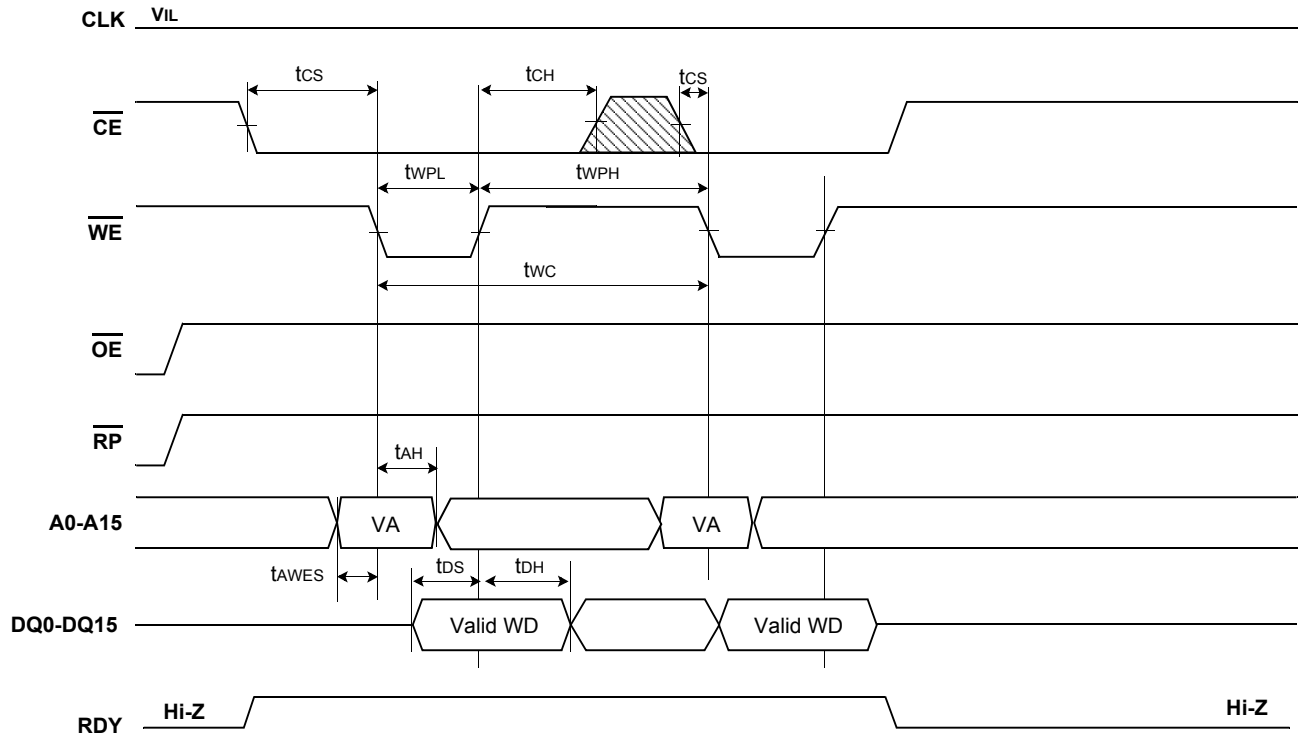 CLK VIL
tCS tCH tCS
CE
tWPL tWPH
WE
tWC
OE
RP
tAH
A0-A15 VA VA
tAWES tDS tDH
DQ0-DQ15 Valid WD Valid WD
RDY Hi-Z Hi-Z